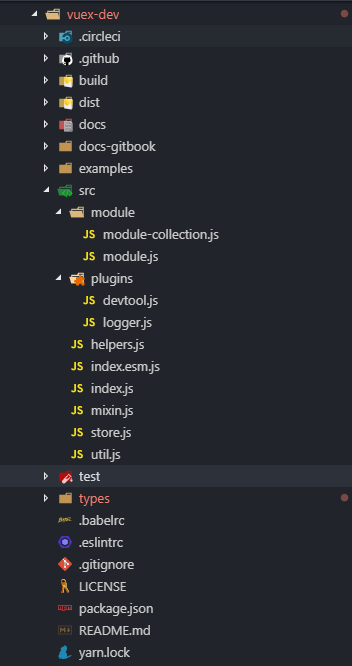 vuex-dev
.circleci
.github
build
dist
docs
docs-gitbook
examples
src
module
JS module-collection.js
JS module.js
plugins
JS devtool.js
JS logger.js
JS helpers.js
JS index.esm.js
JS index.js
JS mixin.js
JS store.js
JS util.js
test
types
.babelrc
.eslintrc
.gitignore
LICENSE
package.json
README.md
yarn.lock